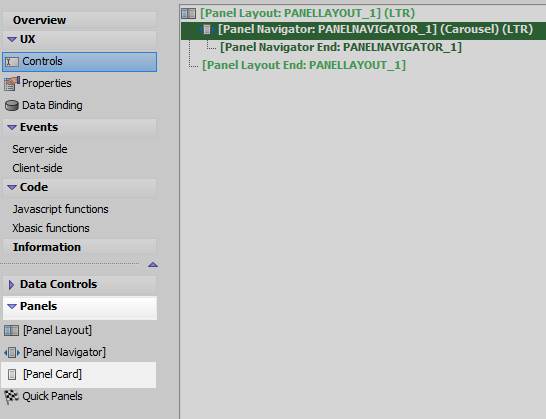 Overview
UX
Controls
Properties
Data Binding
Events
Server-side
Client-side
Code
Javascript functions
Xbasic functions
Information
Data Controls
Panels
[Panel Layout]
[Panel Navigator]
[Panel Card]
Quick Panels
[Panel Layout: PANELLAYOUT_1] (LTR)
[Panel Navigator: PANELNAVIGATOR_1] (Carousel) (LTR)
[Panel Navigator End: PANELNAVIGATOR_1]
[Panel Layout End: PANELLAYOUT_1]